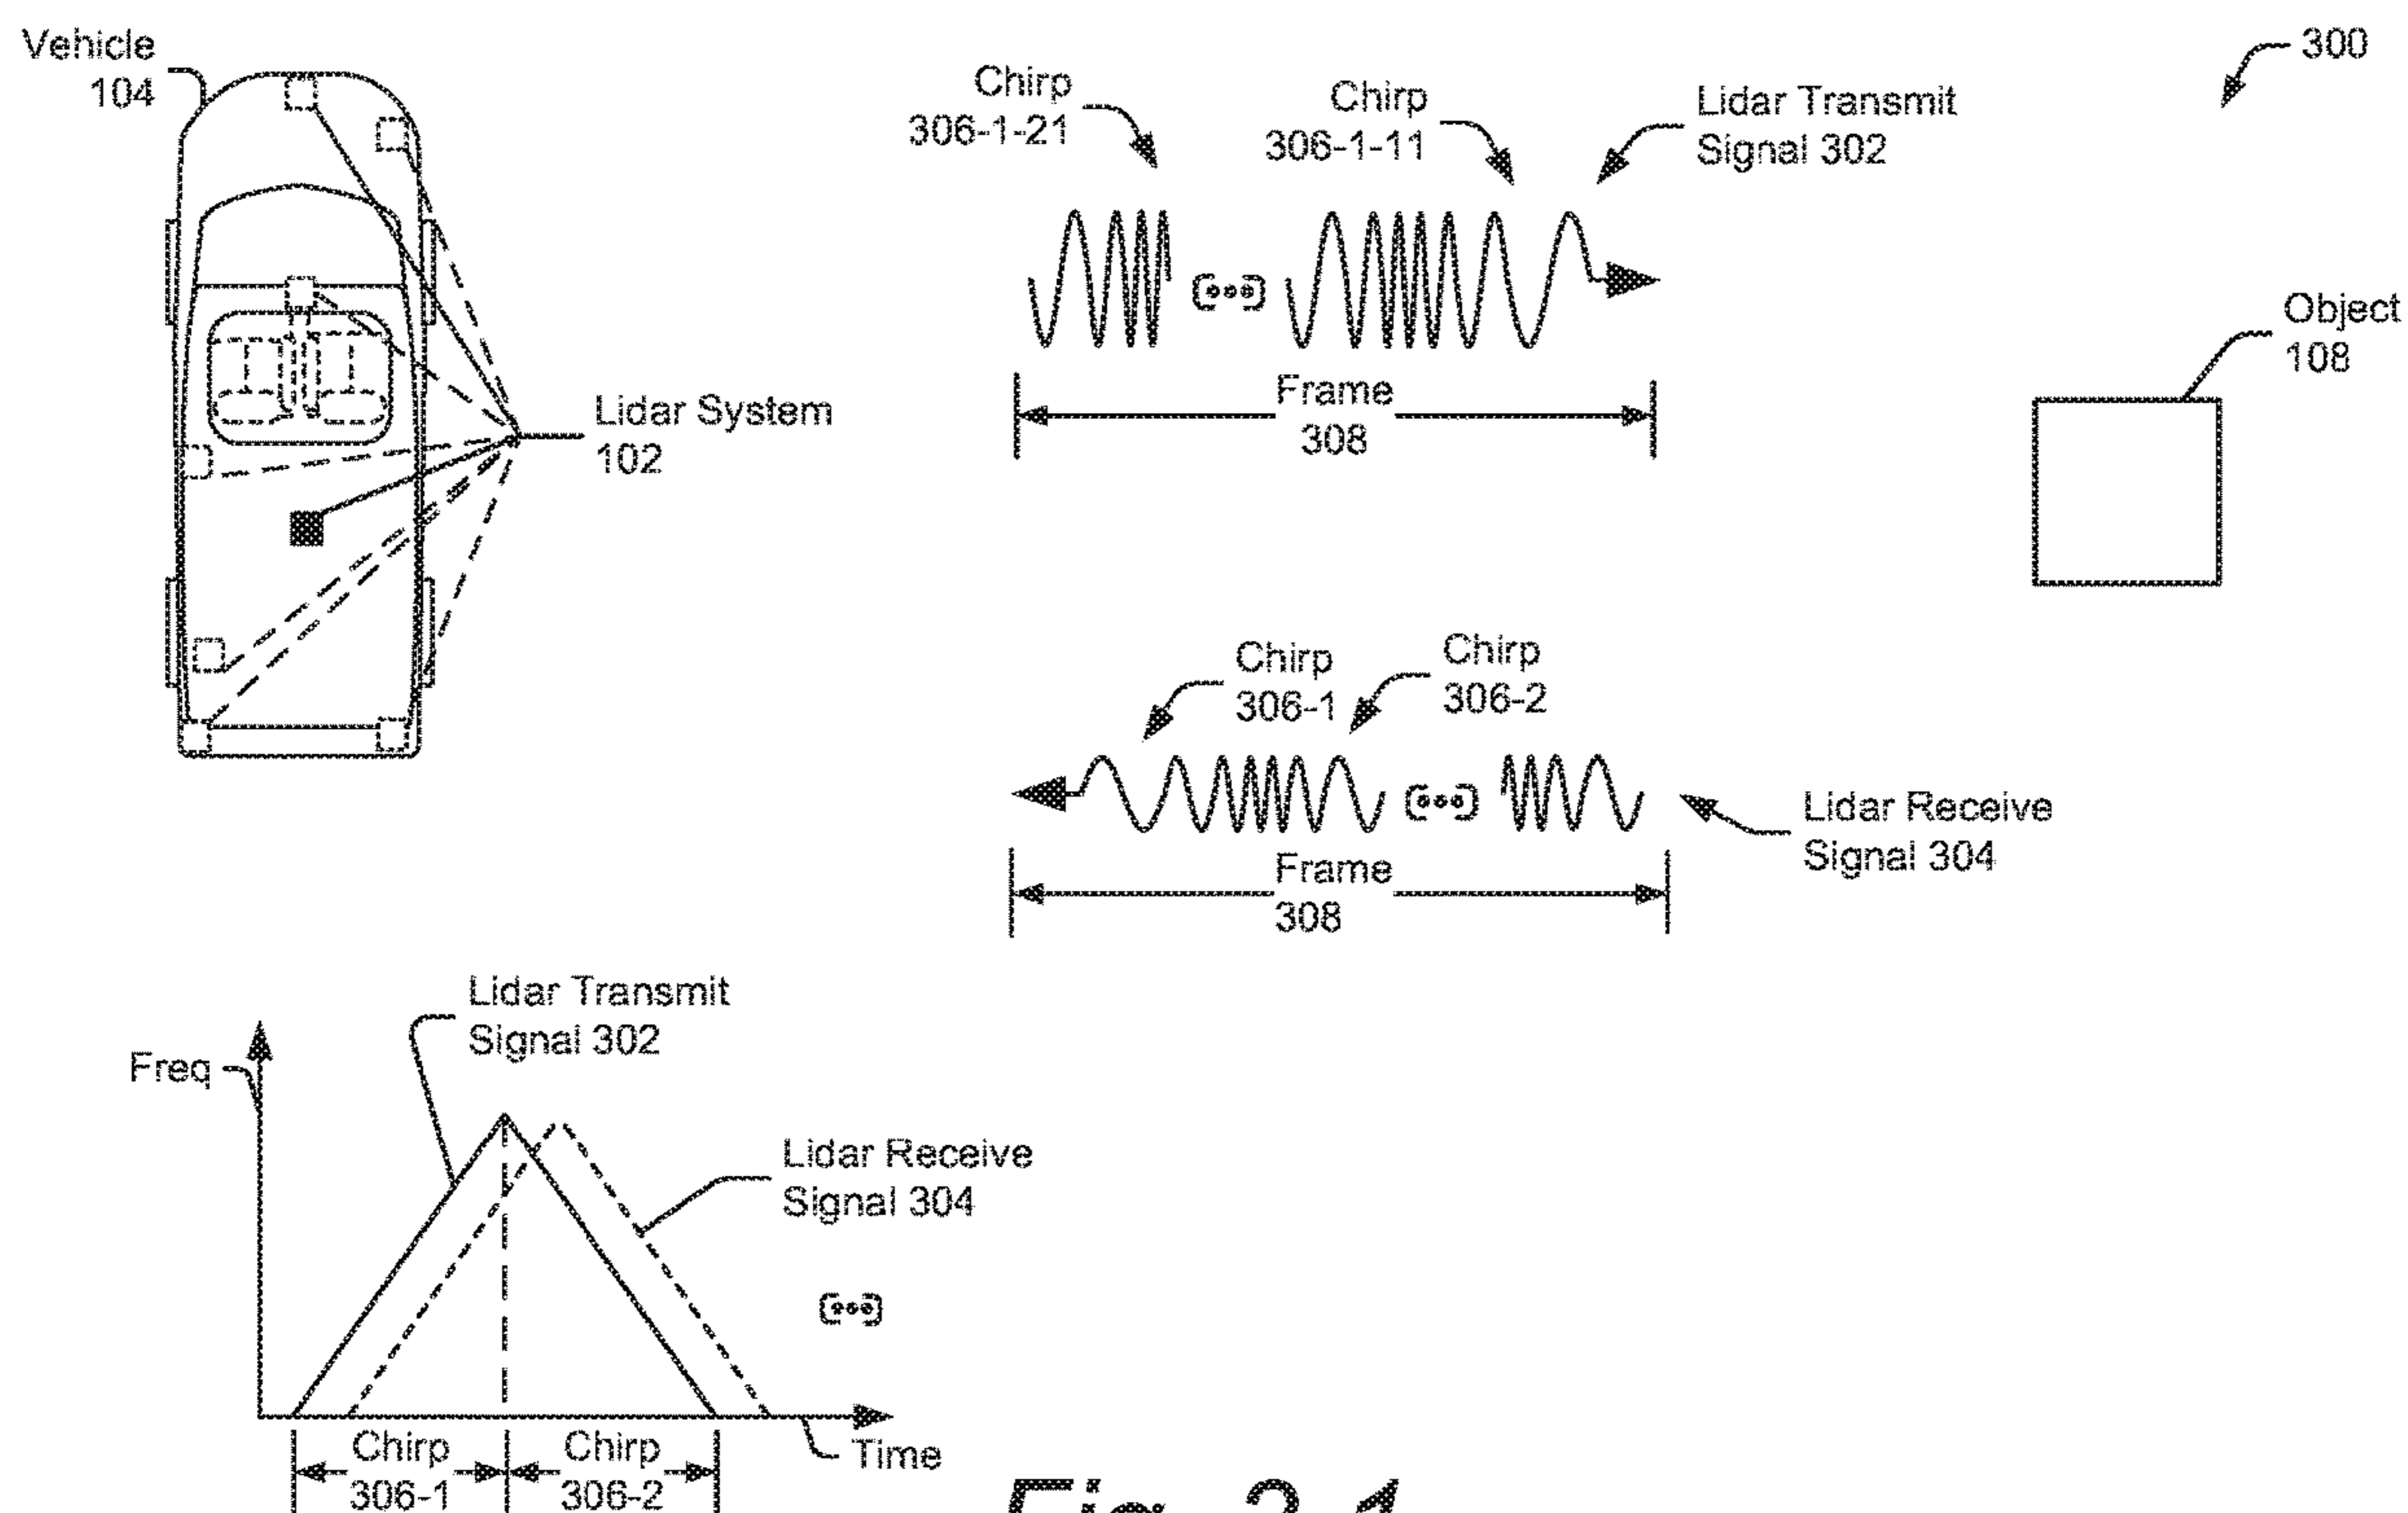 Vehicle
104
Chirp
306-1-21
Chirp
306-1-11
Lidar Transmit
Signal 302
300
Object
108
Frame
308
Lidar System
102
Chirp
306-1
Chirp
306-2
Lidar Receive
Signal 304
Frame
308
Lidar Transmit
Signal 302
Freq
Lidar Receive
Signal 304
Time
Chirp
306-1
Chirp
306-2